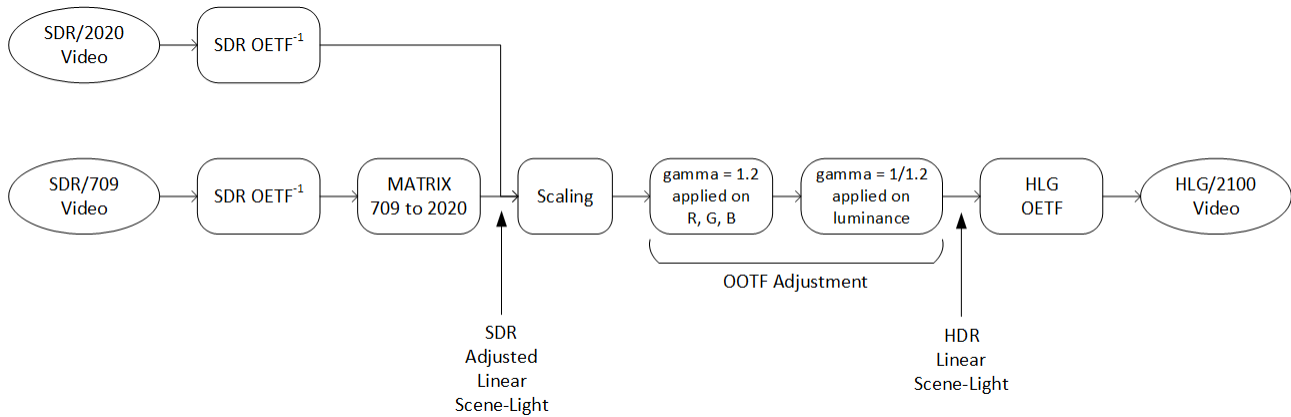 SDR/2020
Video
SDR OETF⁻¹
SDR/709
Video
SDR OETF⁻¹
MATRIX
709 to 2020
Scaling
gamma = 1.2
applied on
R, G, B
gamma = 1/1.2
applied on
luminance
HLG
OETF
HLG/2100
Video
OOTF Adjustment
SDR
Adjusted
Linear
Scene-Light
HDR
Linear
Scene-Light